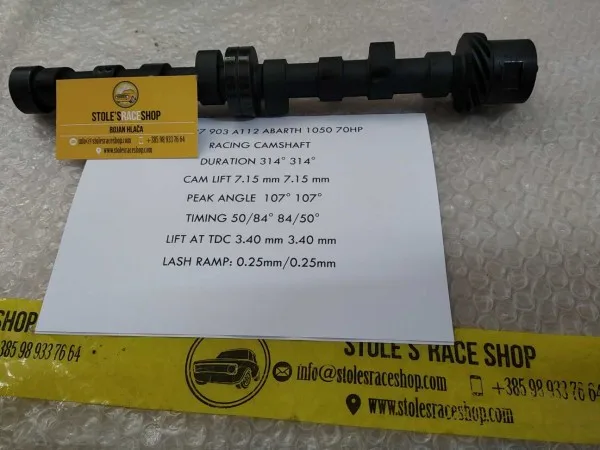 STOLE'S RACE SHOP
BOJAN HLAČA
info@stolesraceshop.com
+385 98 933 76 64
www.stolesraceshop.com
903 A112 ABARTH 1050 70HP
RACING CAMSHAFT
DURATION 314° 314°
CAM LIFT 7.15 mm 7.15 mm
PEAK ANGLE 107° 107°
TIMING 50/84° 84/50°
LIFT AT TDC 3.40 mm 3.40 mm
LASH RAMP: 0.25mm/0.25mm
SHOP
+385 98 933 76 64
STOLE'S RACE SHOP
info@stolesraceshop.com
+385 98 933 76 64
www.stolesraceshop.com